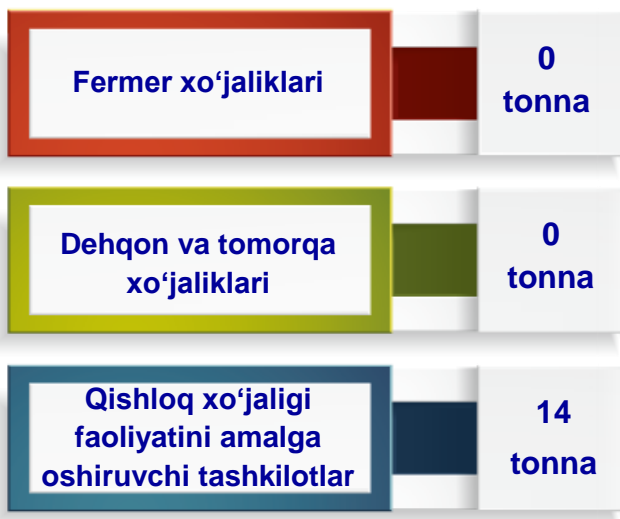 Fermer xo‘jaliklari
0
tonna
Dehqon va tomorqa
xo‘jaliklari
0
tonna
Qishloq xo‘jaligi
faoliyatini amalga
oshiruvchi tashkilotlar
14
tonna